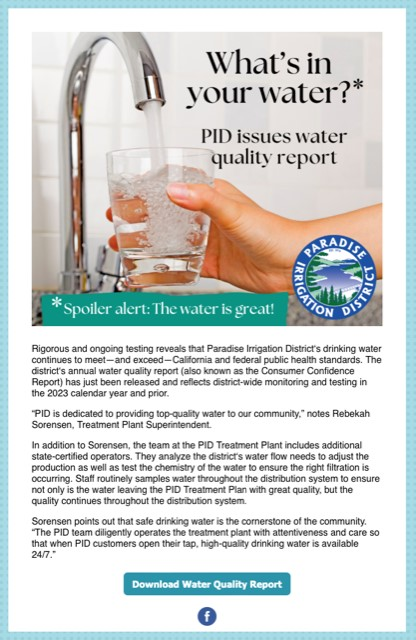 What's in
your water?*
PID issues water
quality report
PARADISE
IRRIGATION DISTRICT
*Spoiler alert: The water is great!
Rigorous and ongoing testing reveals that Paradise Irrigation District's drinking water
continues to meet—and exceed—California and federal public health standards. The
district's annual water quality report (also known as the Consumer Confidence
Report) has just been released and reflects district-wide monitoring and testing in
the 2023 calendar year and prior.
“PID is dedicated to providing top-quality water to our community,” notes Rebekah
Sorensen, Treatment Plant Superintendent.
In addition to Sorensen, the team at the PID Treatment Plant includes additional
state-certified operators. They analyze the district's water flow needs to adjust the
production as well as test the chemistry of the water to ensure the right filtration is
occurring. Staff routinely samples water throughout the distribution system to ensure
not only is the water leaving the PID Treatment Plan with great quality, but the
quality continues throughout the distribution system.
Sorensen points out that safe drinking water is the cornerstone of the community.
“The PID team diligently operates the treatment plant with attentiveness and care so
that when PID customers open their tap, high-quality drinking water is available
24/7.”
Download Water Quality Report
f